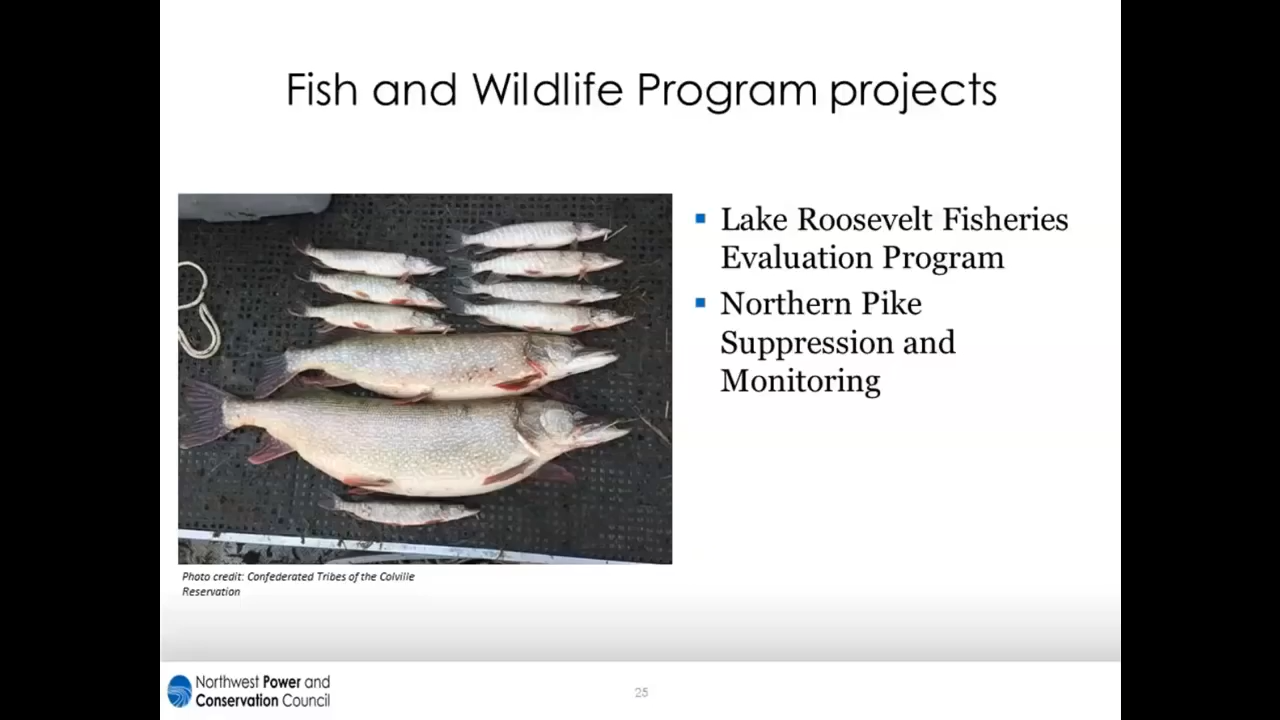 Fish and Wildlife Program projects
▪ Lake Roosevelt Fisheries
Evaluation Program
▪ Northern Pike
Suppression and
Monitoring
Photo credit: Confederated Tribes of the Colville
Reservation
Northwest Power and
Conservation Council
25